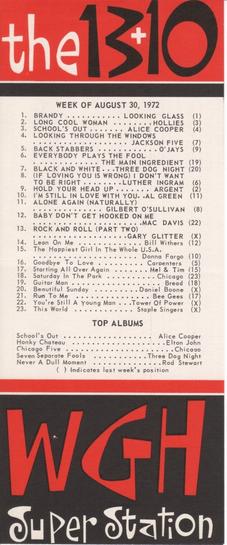 the 13+10
WEEK OF AUGUST 30, 1972
1. BRANDY ........ LOOKING GLASS (1)
2. LONG COOL WOMAN ........ HOLLIES (3)
3. SCHOOL'S OUT ...... ALICE COOPER (4)
4. LOOKING THROUGH THE WINDOWS
........ JACKSON FIVE (7)
5. BACK STABBERS ........ O'JAYS (9)
6. EVERYBODY PLAYS THE FOOL
........ THE MAIN INGREDIENT (19)
7. BLACK AND WHITE ... THREE DOG NIGHT (20)
8. (IF LOVING YOU IS WRONG) I DON'T WANT
TO BE RIGHT ........ LUTHER INGRAM (6)
9. HOLD YOUR HEAD UP ........ ARGENT (2)
10. I'M STILL IN LOVE WITH YOU .. AL GREEN (X)
11. ALONE AGAIN (NATURALLY)
........ GILBERT O'SULLIVAN (8)
12. BABY DON'T GET HOOKED ON ME
........ MAC DAVIS (22)
13. ROCK AND ROLL (PART TWO)
........ GARY GLITTER (X)
14. Lean On Me ........ Bill Withers (12)
15. The Happiest Girl In The Whole U.S.A.
........ Donna Fargo (10)
16. Goodbye To Love ........ Carpenters (5)
17. Starting All Over Again .... Mel & Tim (15)
18. Saturday In The Park ........ Chicago (23)
19. Guitar Man ........ Bread (18)
20. Beautiful Sunday ...... Daniel Boone (X)
21. Run To Me ........ Bee Gees (17)
22. You're Still A Young Man ... Tower Of Power (X)
23. This World ........ Staple Singers (X)
TOP ALBUMS
School's Out ........ Alice Cooper
Honky Chateau ........ Elton John
Chicago Five ........ Chicago
Seven Separate Fools ........ Three Dog Night
Never A Dull Moment ........ Rod Stewart
( ) Indicates last week's position
WGH
Super Station